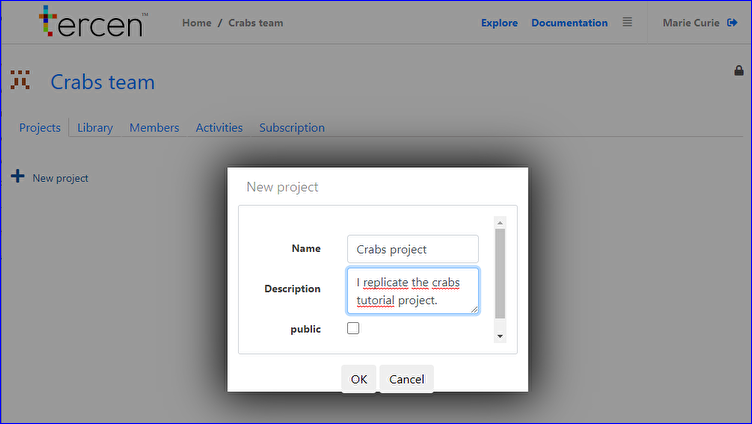 tercen™
Home / Crabs team
Explore Documentation
Marie Curie
Crabs team
Projects Library Members Activities Subscription
New project
New project
Name Crabs project
Description I replicate the crabs
tutorial project.
public
OK Cancel